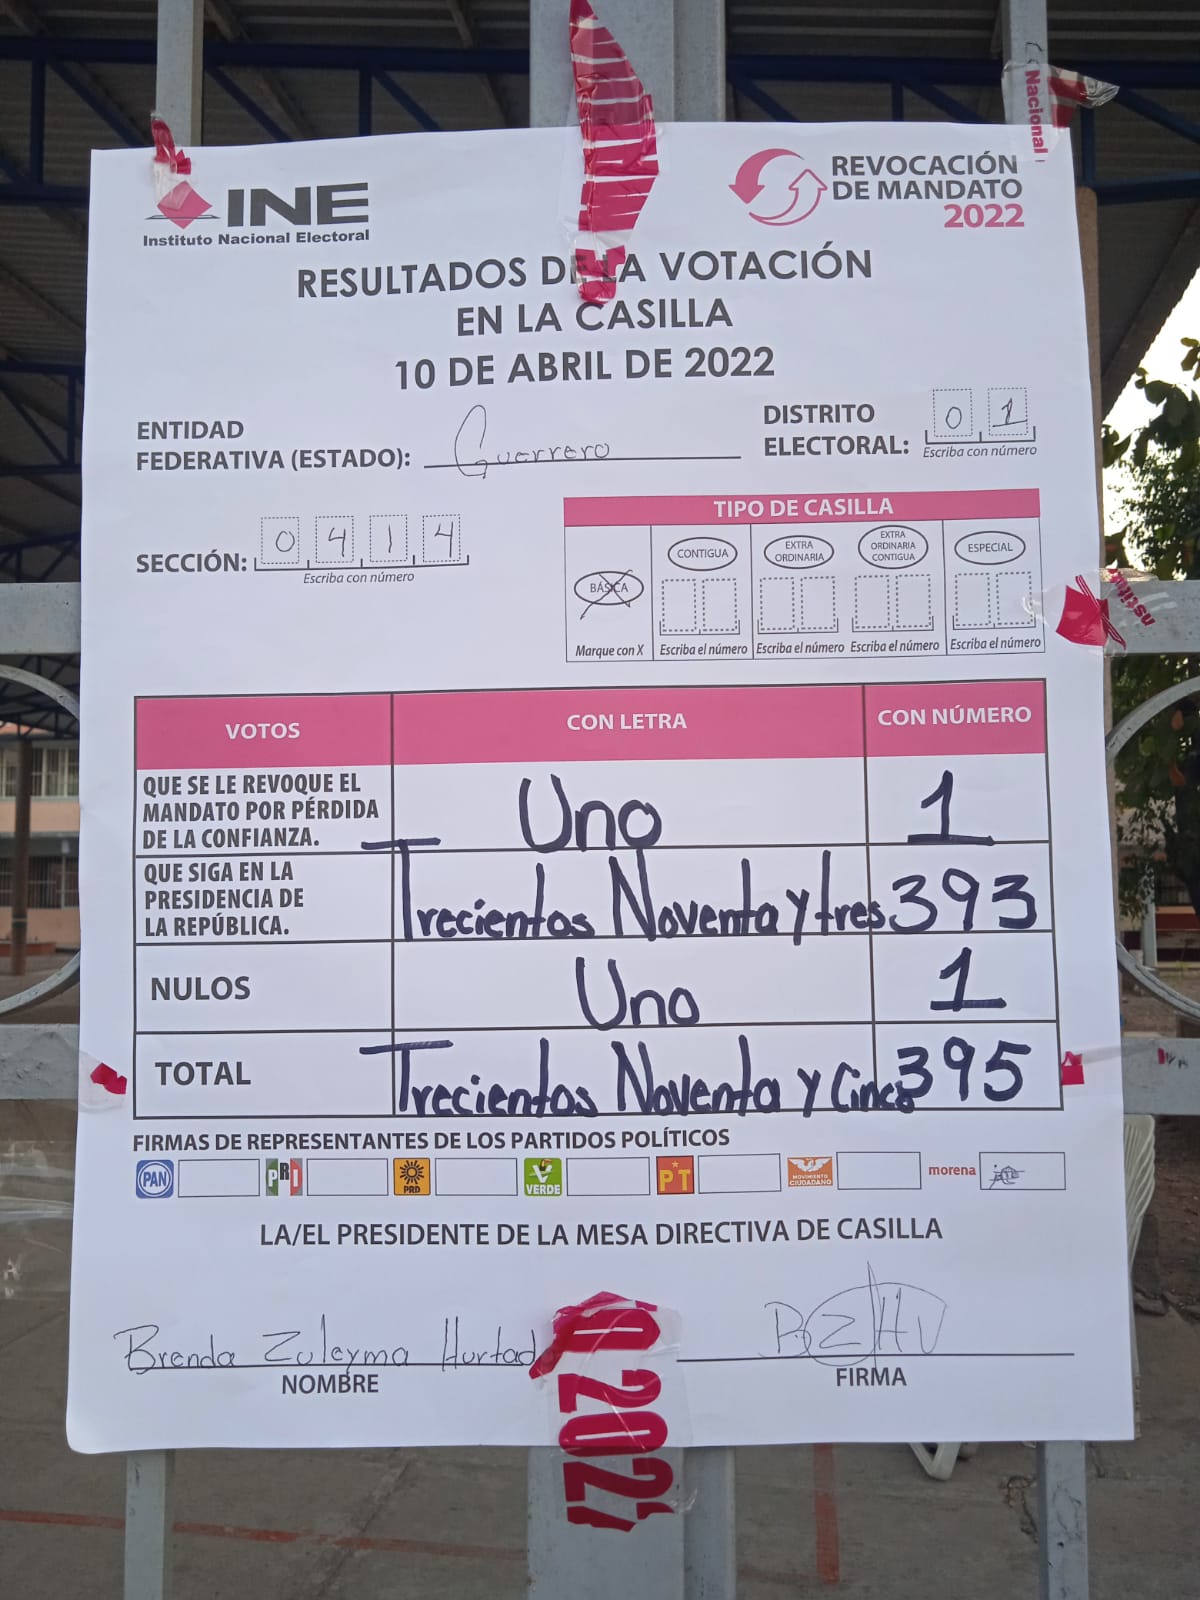 INE
Instituto Nacional Electoral
REVOCACIÓN
DE MANDATO
2022
Nacional
RESULTADOS DE LA VOTACIÓN
EN LA CASILLA
10 DE ABRIL DE 2022
ENTIDAD
FEDERATIVA (ESTADO): Guerrero
DISTRITO
ELECTORAL: 0 1
Escriba con número
SECCIÓN: 0 4 1 4
Escriba con número
TIPO DE CASILLA
BÁSICA CONTIGUA EXTRA ORDINARIA EXTRA ORDINARIA CONTIGUA ESPECIAL
Marque con X Escriba el número Escriba el número Escriba el número Escriba el número
VOTOS CON LETRA CON NÚMERO
QUE SE LE REVOQUE EL
MANDATO POR PÉRDIDA
DE LA CONFIANZA.
Uno 1
QUE SIGA EN LA
PRESIDENCIA DE
LA REPÚBLICA.
Trecientos Noventa y tres 393
NULOS Uno 1
TOTAL Trecientos Noventa y Cinco 395
FIRMAS DE REPRESENTANTES DE LOS PARTIDOS POLÍTICOS
PAN PRI PRD VERDE PT MOVIMIENTO CIUDADANO morena
LA/EL PRESIDENTE DE LA MESA DIRECTIVA DE CASILLA
Brenda Zuleyma Hurtad
NOMBRE
BZHU
FIRMA
2022